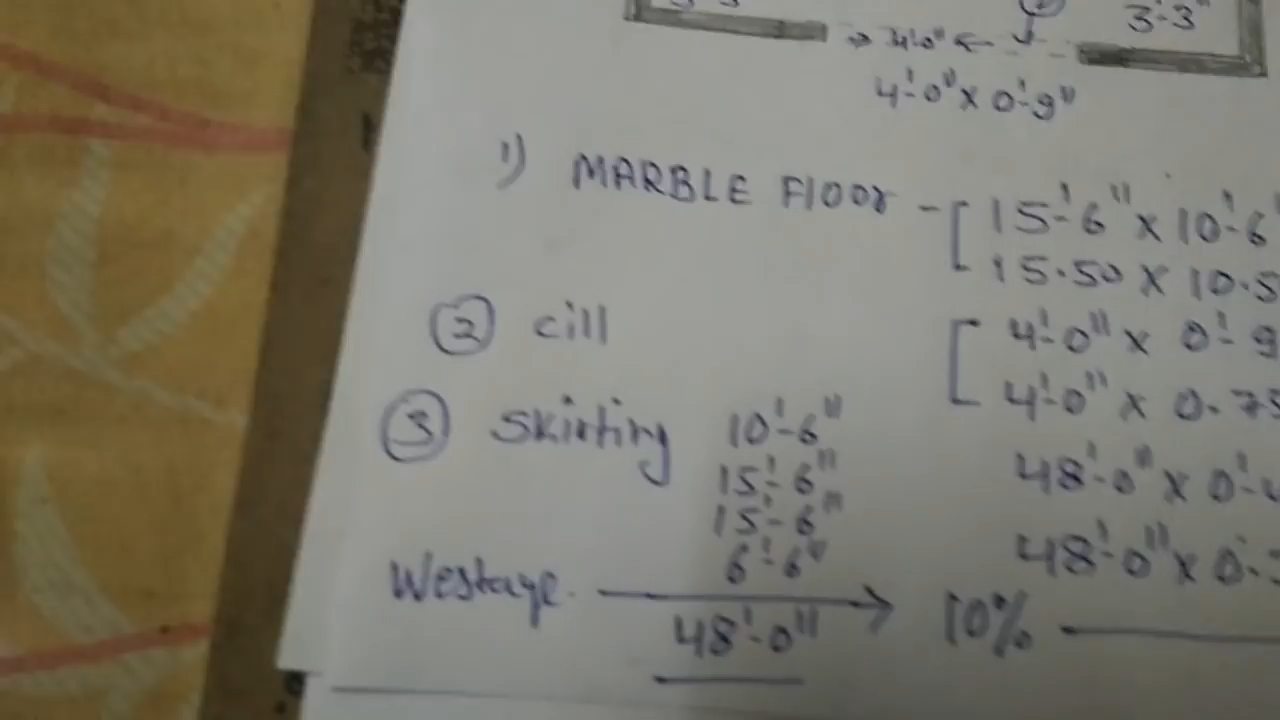 3'-3"
4'-0"
4'-0" x 0'-9"
1) MARBLE Floor - [ 15'-6" x 10'-6"
15.50 x 10.5
② cill [ 4'-0" x 0'-9
4'-0" x 0.75
③ Skirting 10'-6" 48'-0" x 0'-4
15'-6"
15'-6" 48'-0" x 0.3
6'-6"
Westage. → 10%
48'-0"